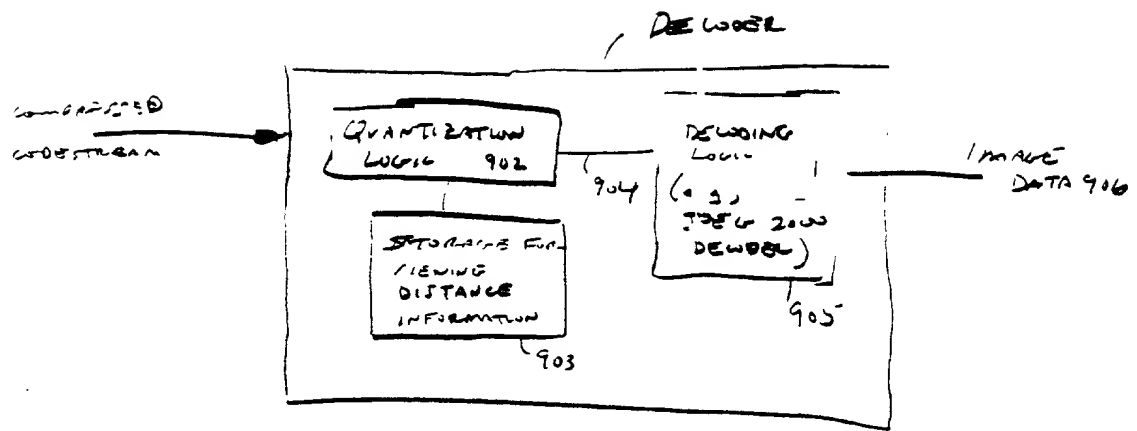 DECODER
COMPRESSED
CODESTREAM
QUANTIZATION
LOGIC 902
904
DECODING
LOGIC
(e.g.,
JPEG 2000
DECODER)
905
IMAGE
DATA 906
STORAGE FOR
VIEWING
DISTANCE
INFORMATION
903